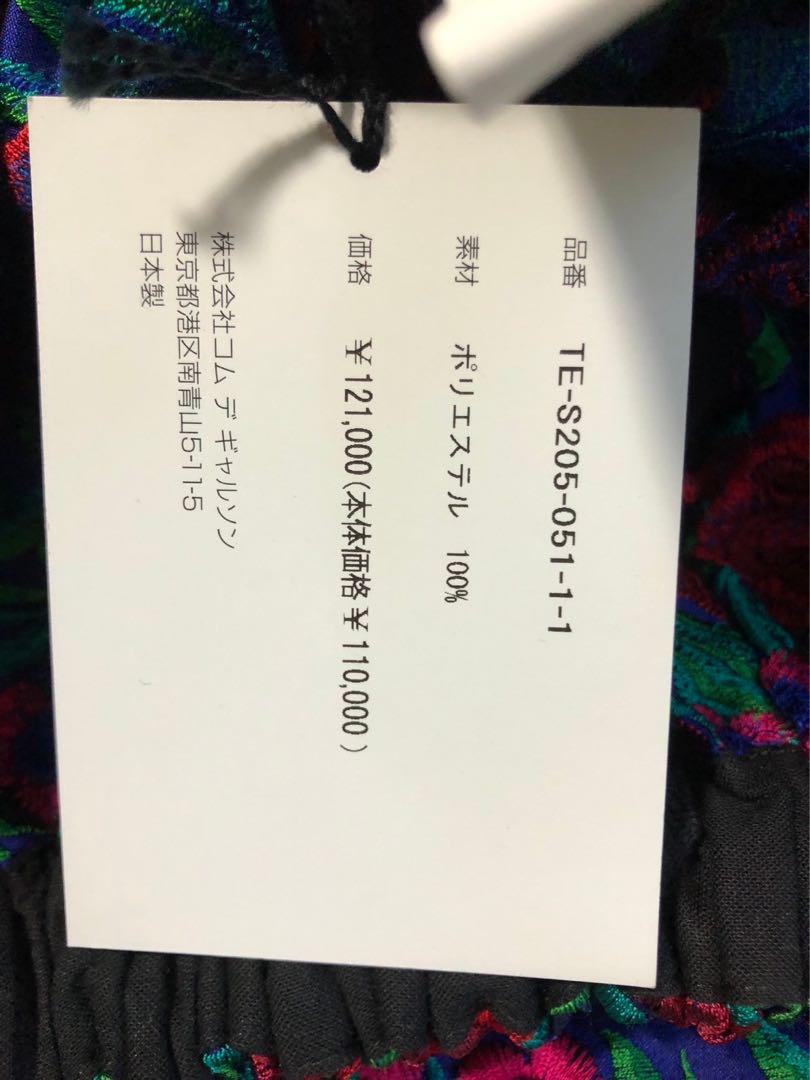 品番 TE-S205-051-1-1
素材 ポリエステル 100%
価格 ¥121,000(本体価格¥110,000)
株式会社コム デ ギャルソン
東京都港区南青山5-11-5
日本製